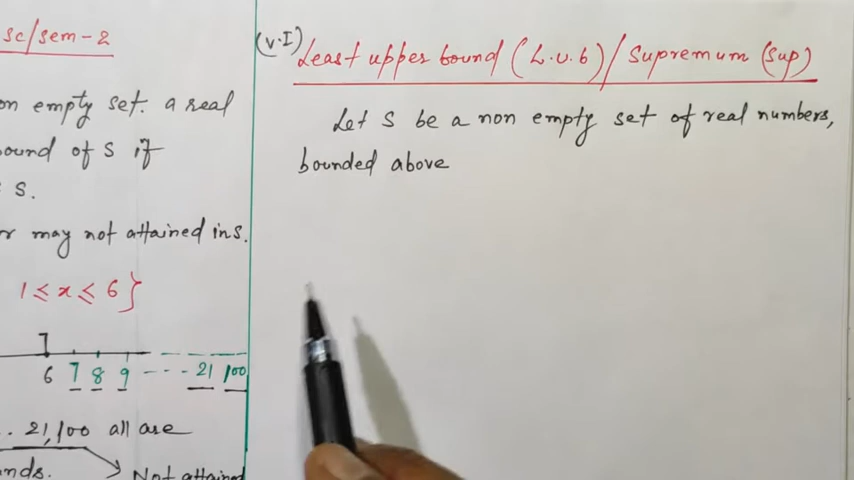 sc/sem-2
on empty set. a real
ound of S if
S.
r may not attained in S.
1 ≤ x ≤ 6}
6 7 8 9 --- 21 100
.. 21,100 all are
nds. Not attained
(V.I) Least upper bound (L.U.b)/Supremum (Sup)
Let S be a non empty set of real numbers,
bounded above